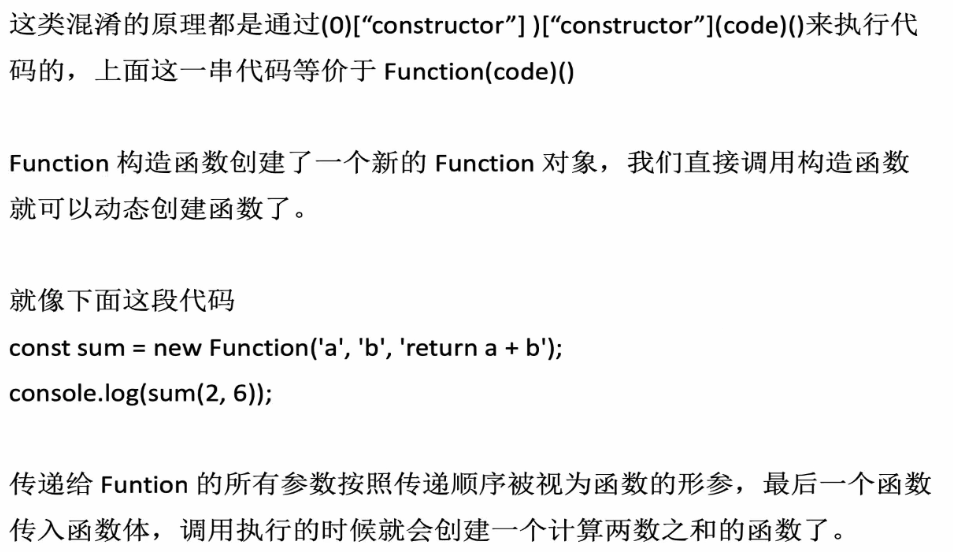 这类混淆的原理都是通过(0)[“constructor”] )[“constructor”](code)()来执行代
码的，上面这一串代码等价于 Function(code)()
Function 构造函数创建了一个新的 Function 对象，我们直接调用构造函数
就可以动态创建函数了。
就像下面这段代码
const sum = new Function('a', 'b', 'return a + b');
console.log(sum(2, 6));
传递给 Funtion 的所有参数按照传递顺序被视为函数的形参，最后一个函数
传入函数体，调用执行的时候就会创建一个计算两数之和的函数了。